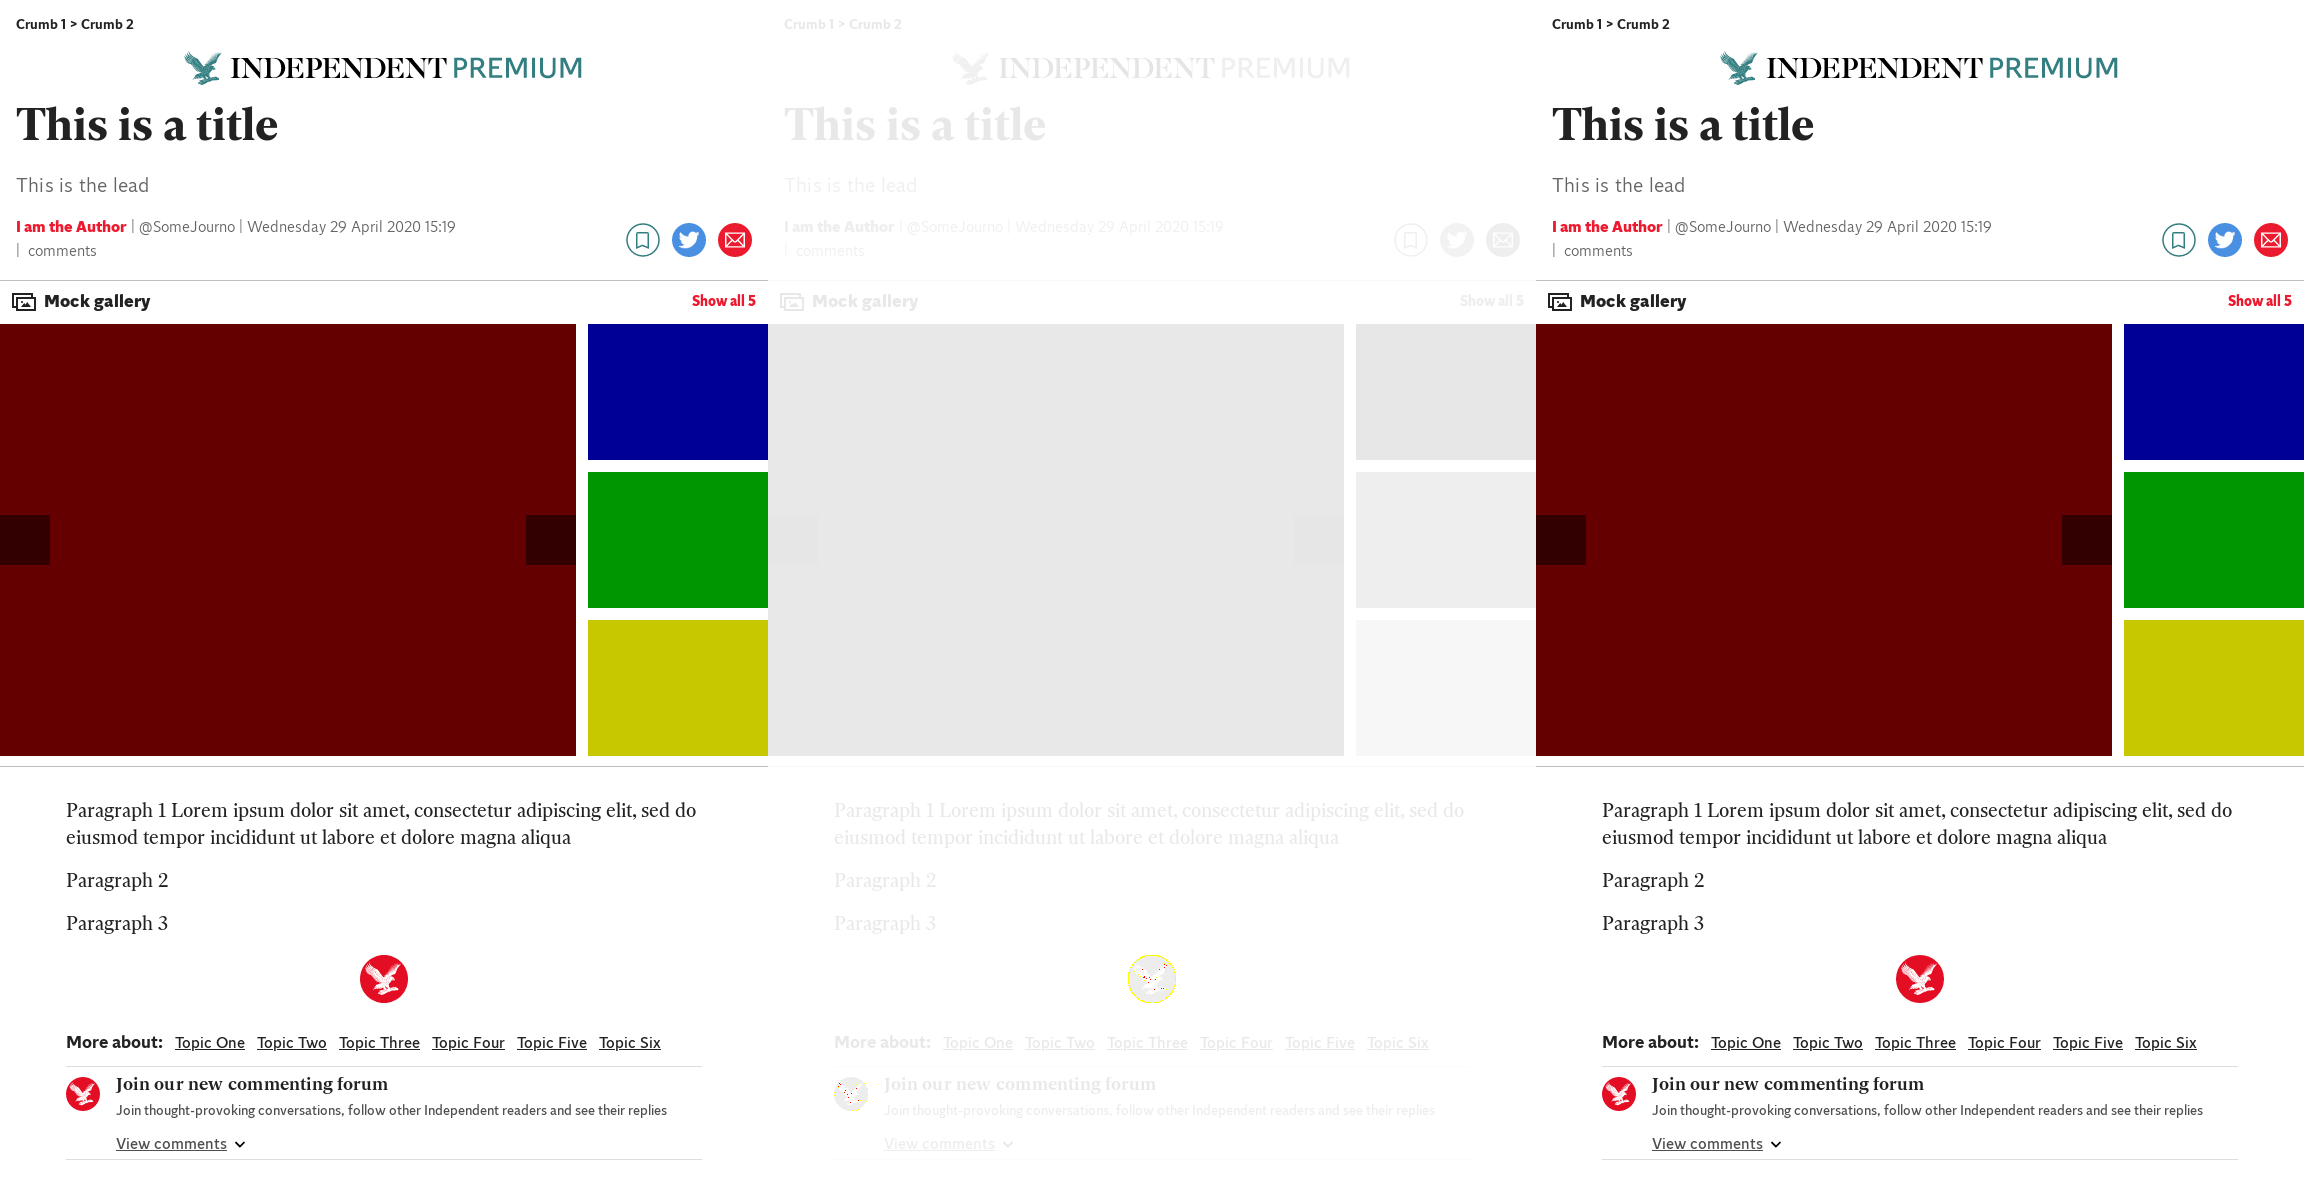 Crumb 1 > Crumb 2
INDEPENDENT PREMIUM
This is a title
This is the lead
I am the Author | @SomeJourno | Wednesday 29 April 2020 15:19
| comments
Mock gallery
Show all 5
Paragraph 1 Lorem ipsum dolor sit amet, consectetur adipiscing elit, sed do
eiusmod tempor incididunt ut labore et dolore magna aliqua
Paragraph 2
Paragraph 3
More about: Topic One Topic Two Topic Three Topic Four Topic Five Topic Six
Join our new commenting forum
Join thought-provoking conversations, follow other Independent readers and see their replies
View comments
Crumb 1 > Crumb 2
INDEPENDENT PREMIUM
This is a title
This is the lead
I am the Author | @SomeJourno | Wednesday 29 April 2020 15:19
| comments
Mock gallery
Show all 5
Paragraph 1 Lorem ipsum dolor sit amet, consectetur adipiscing elit, sed do
eiusmod tempor incididunt ut labore et dolore magna aliqua
Paragraph 2
Paragraph 3
More about: Topic One Topic Two Topic Three Topic Four Topic Five Topic Six
Join our new commenting forum
Join thought-provoking conversations, follow other Independent readers and see their replies
View comments
Crumb 1 > Crumb 2
INDEPENDENT PREMIUM
This is a title
This is the lead
I am the Author | @SomeJourno | Wednesday 29 April 2020 15:19
| comments
Mock gallery
Show all 5
Paragraph 1 Lorem ipsum dolor sit amet, consectetur adipiscing elit, sed do
eiusmod tempor incididunt ut labore et dolore magna aliqua
Paragraph 2
Paragraph 3
More about: Topic One Topic Two Topic Three Topic Four Topic Five Topic Six
Join our new commenting forum
Join thought-provoking conversations, follow other Independent readers and see their replies
View comments